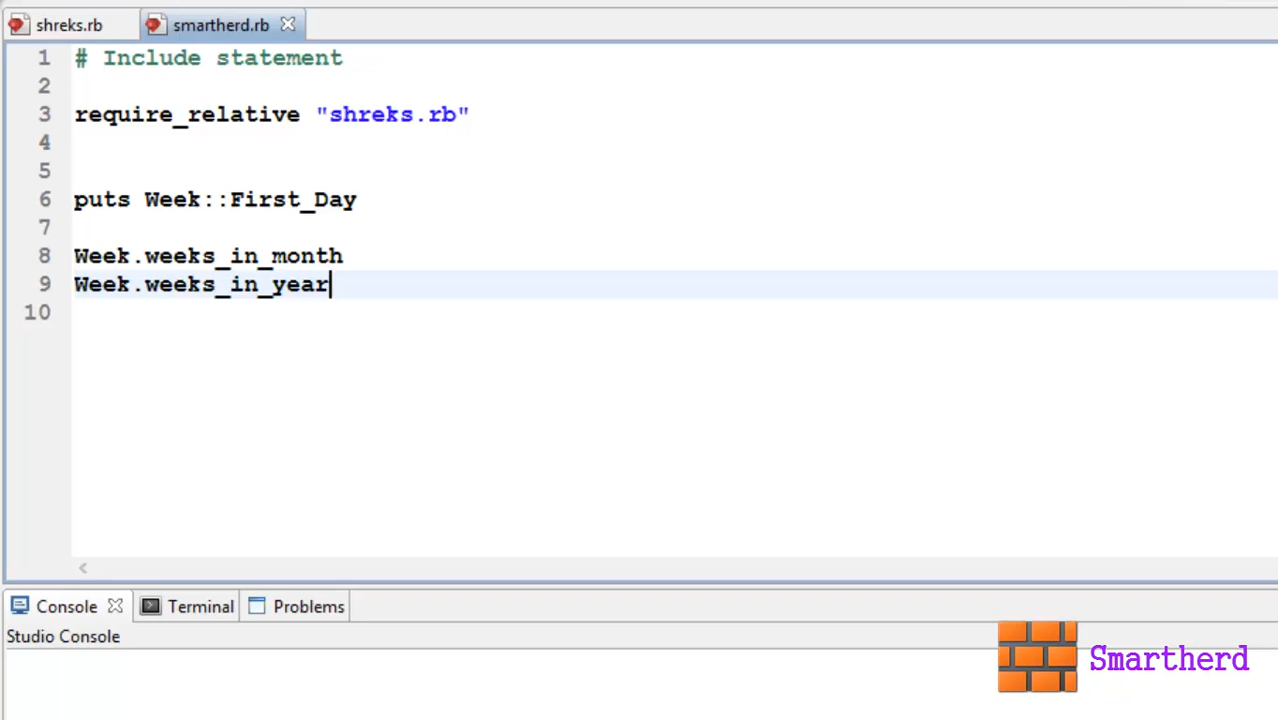 shreks.rb smartherd.rb
1 # Include statement
2
3 require_relative "shreks.rb"
4
5
6 puts Week::First_Day
7
8 Week.weeks_in_month
9 Week.weeks_in_year
10
Console Terminal Problems
Studio Console
Smartherd